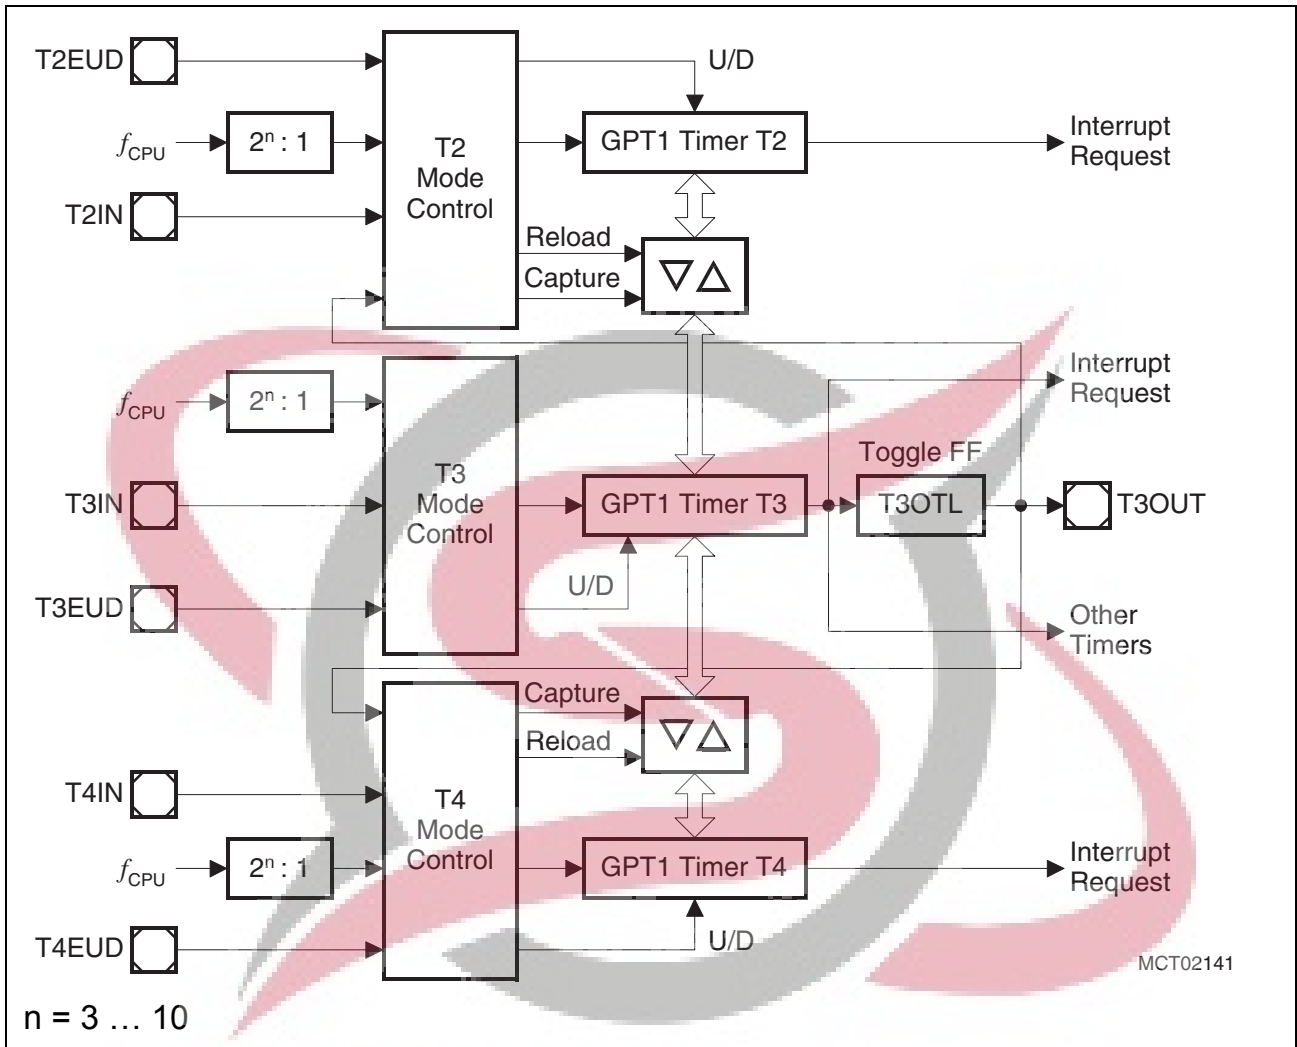 T2EUD
U/D
fCPU
2ⁿ : 1
T2
Mode
Control
GPT1 Timer T2
Interrupt
Request
T2IN
Reload
Capture
fCPU
2ⁿ : 1
Interrupt
Request
T3IN
T3
Mode
Control
GPT1 Timer T3
Toggle FF
T3OTL
T3OUT
T3EUD
U/D
Other
Timers
Capture
Reload
T4IN
T4
Mode
Control
fCPU
2ⁿ : 1
GPT1 Timer T4
Interrupt
Request
T4EUD
U/D
MCT02141
n = 3 … 10